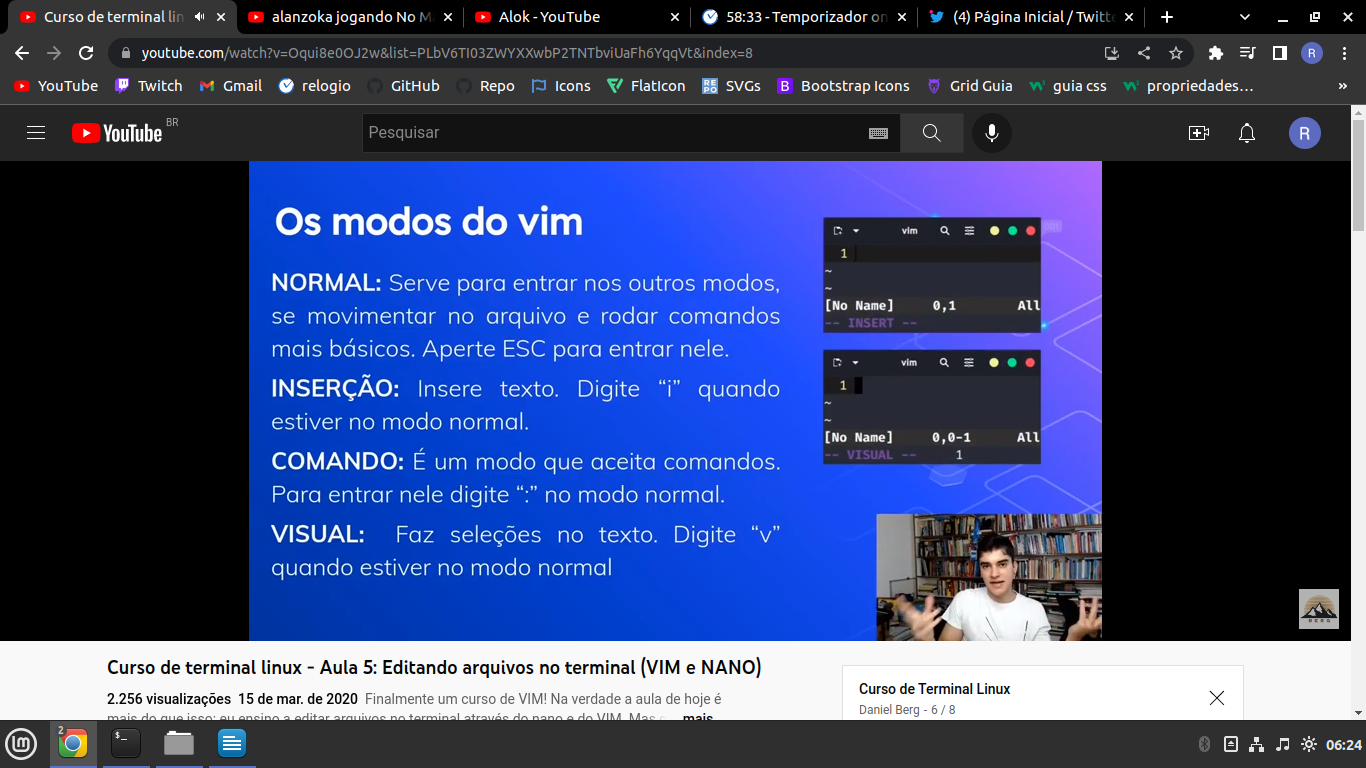 Curso de terminal lin
alanzoka jogando No M
Alok - YouTube
58:33 - Temporizador on
(4) Página Inicial / Twitte
youtube.com/watch?v=Oqui8e0OJ2w&list=PLbV6TI03ZWYXXwbP2TNTbviUaFh6YqqVt&index=8
R
YouTube
Twitch
Gmail
relogio
GitHub
Repo
Icons
FlatIcon
SVGs
Bootstrap Icons
Grid Guia
guia css
propriedades...
»
YouTube BR
Pesquisar
R
Os modos do vim
NORMAL: Serve para entrar nos outros modos,
se movimentar no arquivo e rodar comandos
mais básicos. Aperte ESC para entrar nele.
INSERÇÃO: Insere texto. Digite “i” quando
estiver no modo normal.
COMANDO: É um modo que aceita comandos.
Para entrar nele digite “:” no modo normal.
VISUAL: Faz seleções no texto. Digite “v”
quando estiver no modo normal
vim
1
~
~
[No Name] 0,1 All
-- INSERT --
vim
1
~
~
[No Name] 0,0-1 All
-- VISUAL -- 1
BERG
Curso de terminal linux - Aula 5: Editando arquivos no terminal (VIM e NANO)
2.256 visualizações 15 de mar. de 2020 Finalmente um curso de VIM! Na verdade a aula de hoje é
mais do que isso: eu ensino a editar arquivos no terminal através do nano e do VIM. Mas ... mais
Curso de Terminal Linux
Daniel Berg - 6 / 8
2
$_
06:24